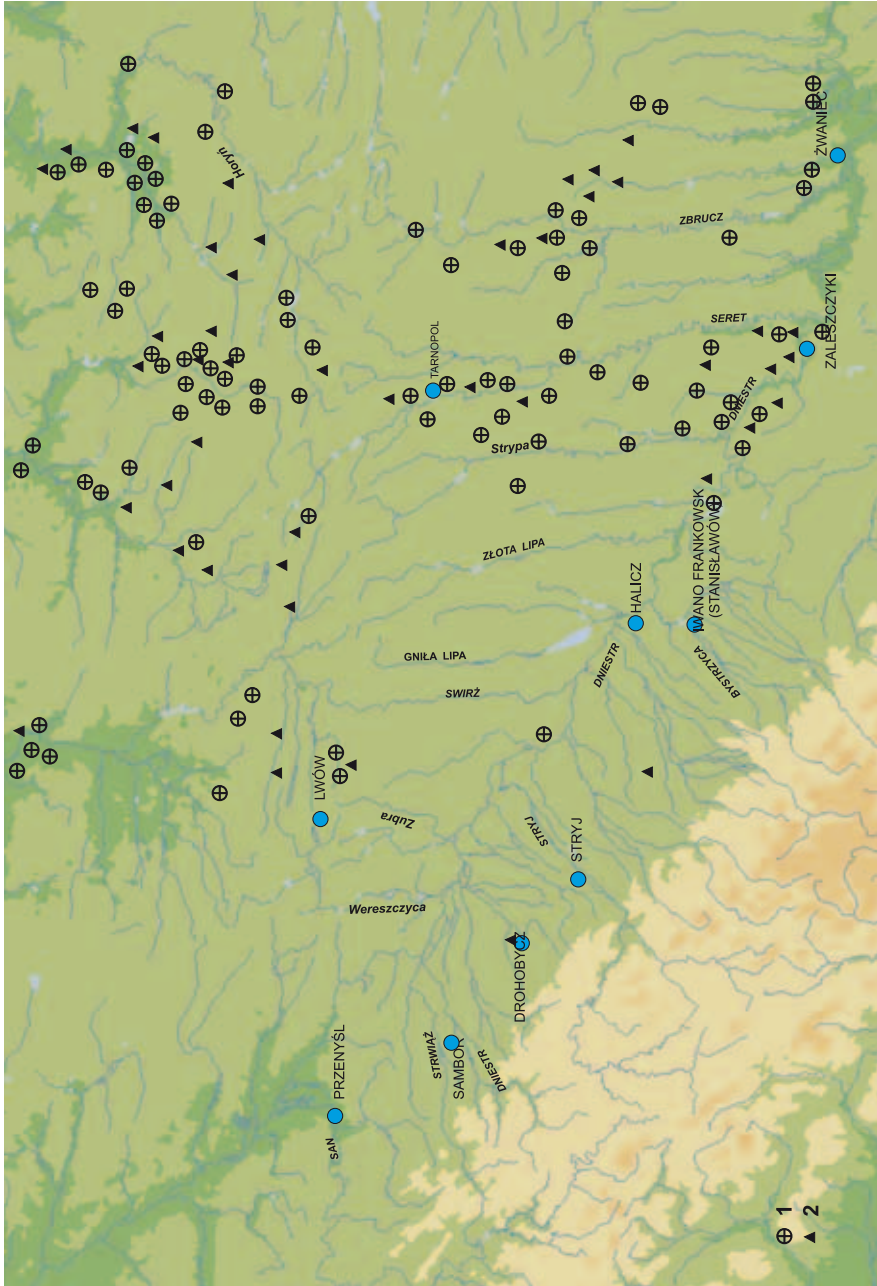 Horyń
ŻWANIEC
ZBRUCZ
ZALESZCZYKI
SERET
TARNOPOL
DNIESTR
Strypa
IWANO FRANKOWSK
(STANISŁAWÓW)
ZŁOTA LIPA
HALICZ
GNIŁA LIPA
DNIESTR
BYSTRZYCA
SWIRŻ
LWÓW
Zubra
STRYJ
STRYJ
Wereszczyca
DROHOBYCZ
PRZEMYŚL
STRWIĄŻ
SAMBOR
DNIESTR
SAN
1
2